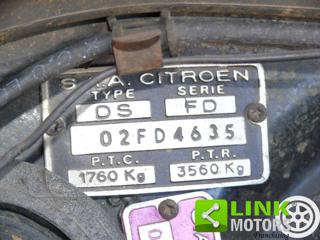 S.A. CITROEN
TYPE SERIE
DS FD
02FD4635
P.T.C. P.T.R.
1760 Kg 3560 Kg
LINK
MOTORS